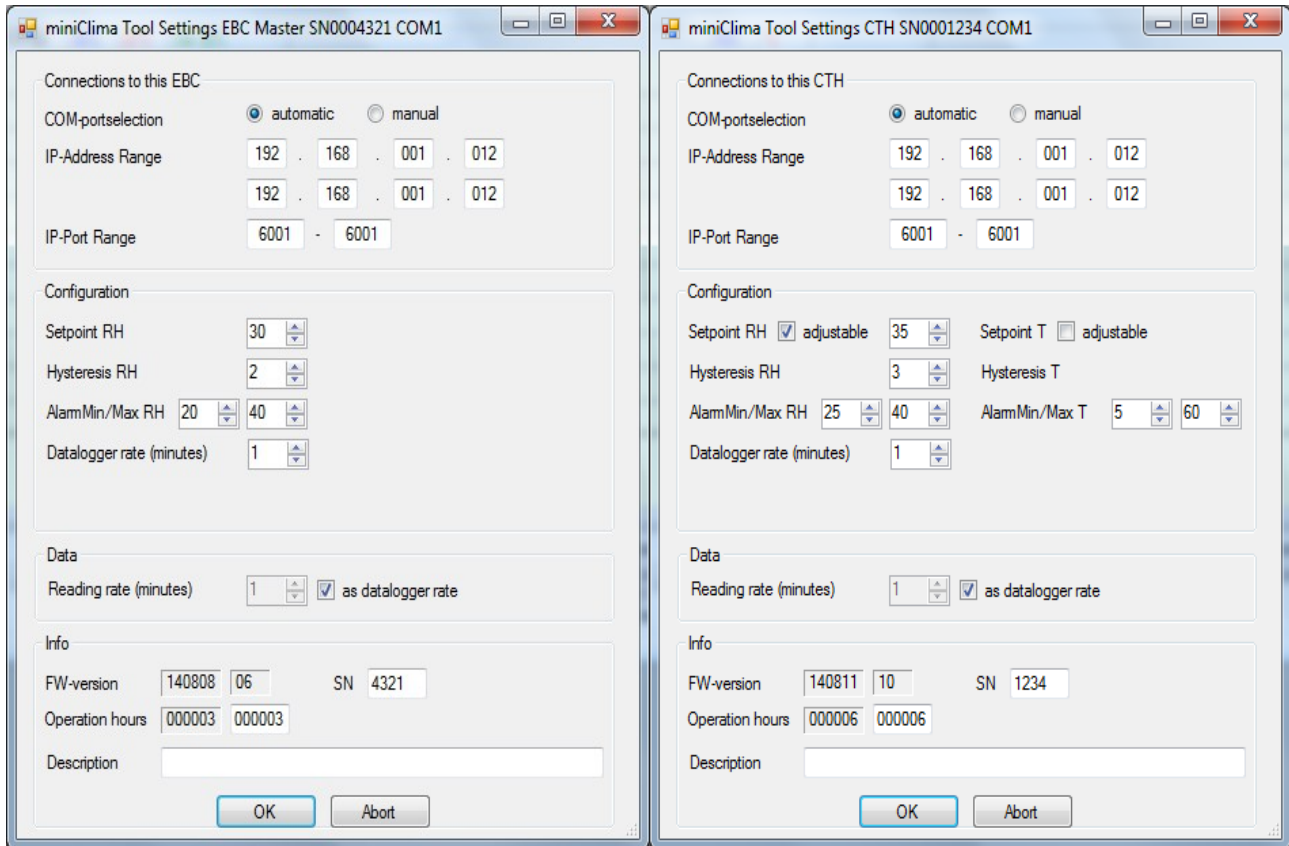 miniClima Tool Settings EBC Master SN0004321 COM1
Connections to this EBC
COM-portselection automatic manual
IP-Address Range 192 . 168 . 001 . 012
192 . 168 . 001 . 012
IP-Port Range 6001 - 6001
Configuration
Setpoint RH 30
Hysteresis RH 2
AlarmMin/Max RH 20 40
Datalogger rate (minutes) 1
Data
Reading rate (minutes) 1 as datalogger rate
Info
FW-version 140808 06 SN 4321
Operation hours 000003 000003
Description
OK Abort
miniClima Tool Settings CTH SN0001234 COM1
Connections to this CTH
COM-portselection automatic manual
IP-Address Range 192 . 168 . 001 . 012
192 . 168 . 001 . 012
IP-Port Range 6001 - 6001
Configuration
Setpoint RH adjustable 35 Setpoint T adjustable
Hysteresis RH 3 Hysteresis T
AlarmMin/Max RH 25 40 AlarmMin/Max T 5 60
Datalogger rate (minutes) 1
Data
Reading rate (minutes) 1 as datalogger rate
Info
FW-version 140811 10 SN 1234
Operation hours 000006 000006
Description
OK Abort